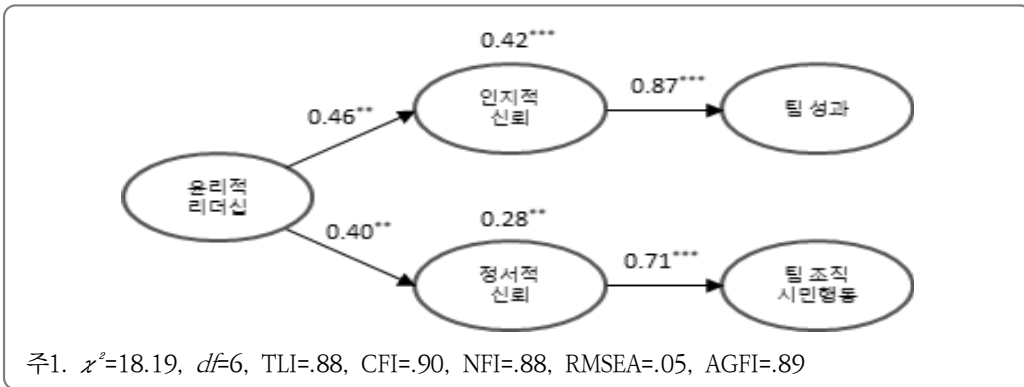 0.42***
인지적
신뢰
0.87***
팀 성과
0.46**
윤리적
리더십
0.40**
0.28**
정서적
신뢰
0.71***
팀 조직
시민행동
주1. χ²=18.19, df=6, TLI=.88, CFI=.90, NFI=.88, RMSEA=.05, AGFI=.89